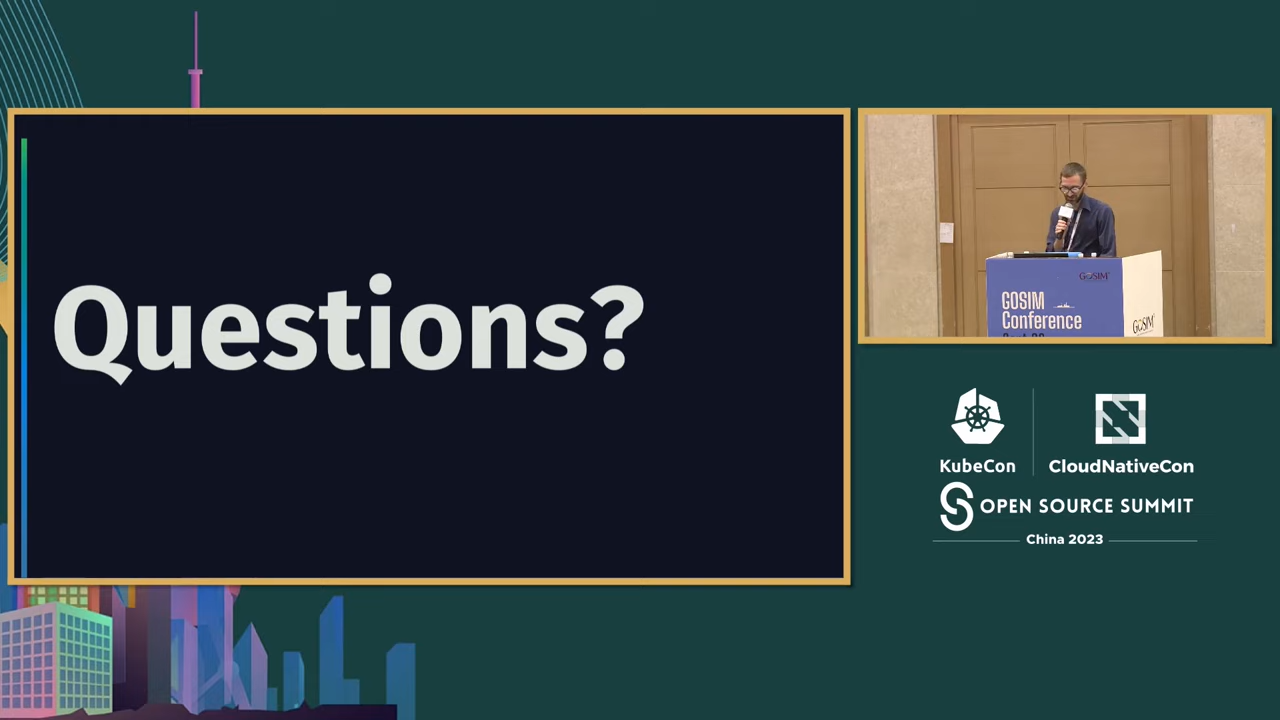 Questions?
GOSIM
GOSIM
Conference
GOSIM
KubeCon
CloudNativeCon
OPEN SOURCE SUMMIT
China 2023